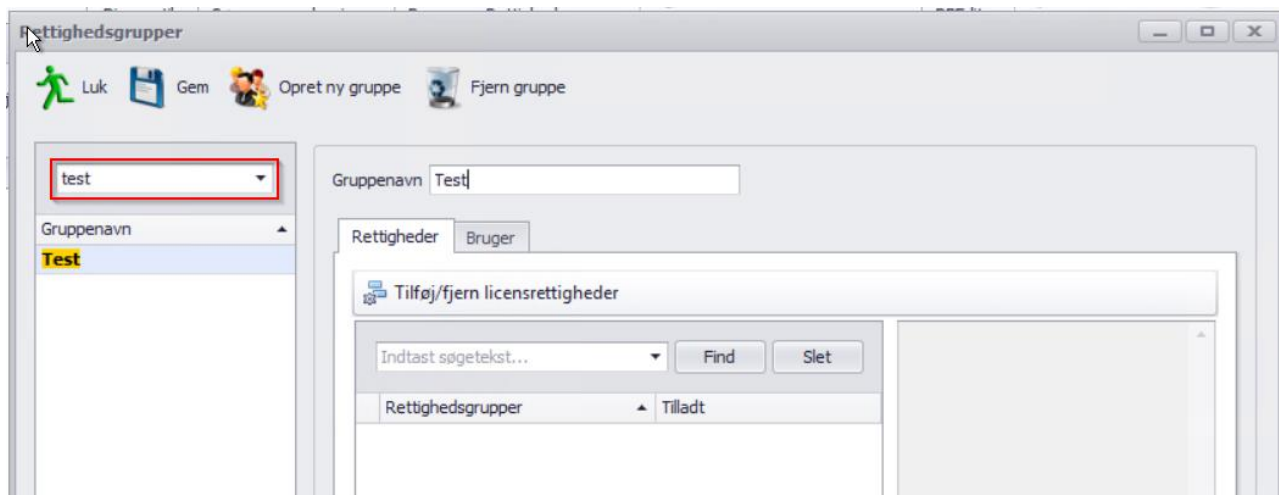 Rettighedsgrupper
Luk Gem Opret ny gruppe Fjern gruppe
test
Gruppenavn
Test
Gruppenavn Test
Rettigheder Bruger
Tilføj/fjern licensrettigheder
Indtast søgetekst... Find Slet
Rettighedsgrupper Tilladt